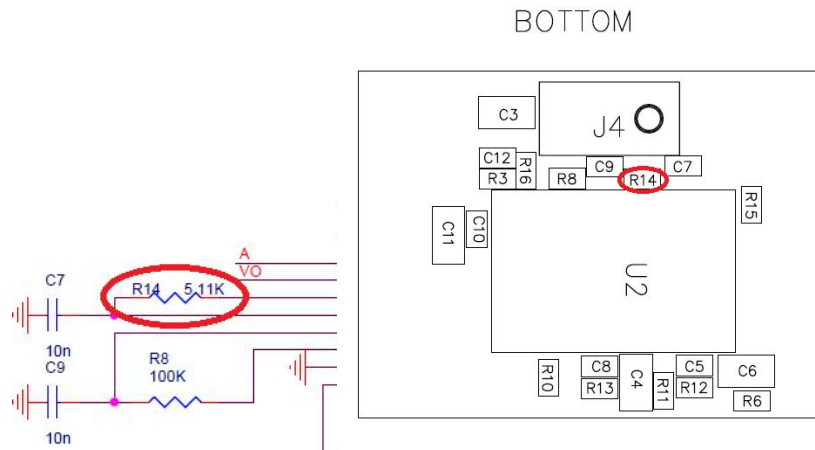 BOTTOM
C3
J4
C12
R16
C9
C7
R3
R8
R14
R15
C11
C10
U2
A
VO
C7
R14 5.11K
10n
C9
R8
100K
10n
R10
C8
C4
C5
C6
R13
R11
R12
R6